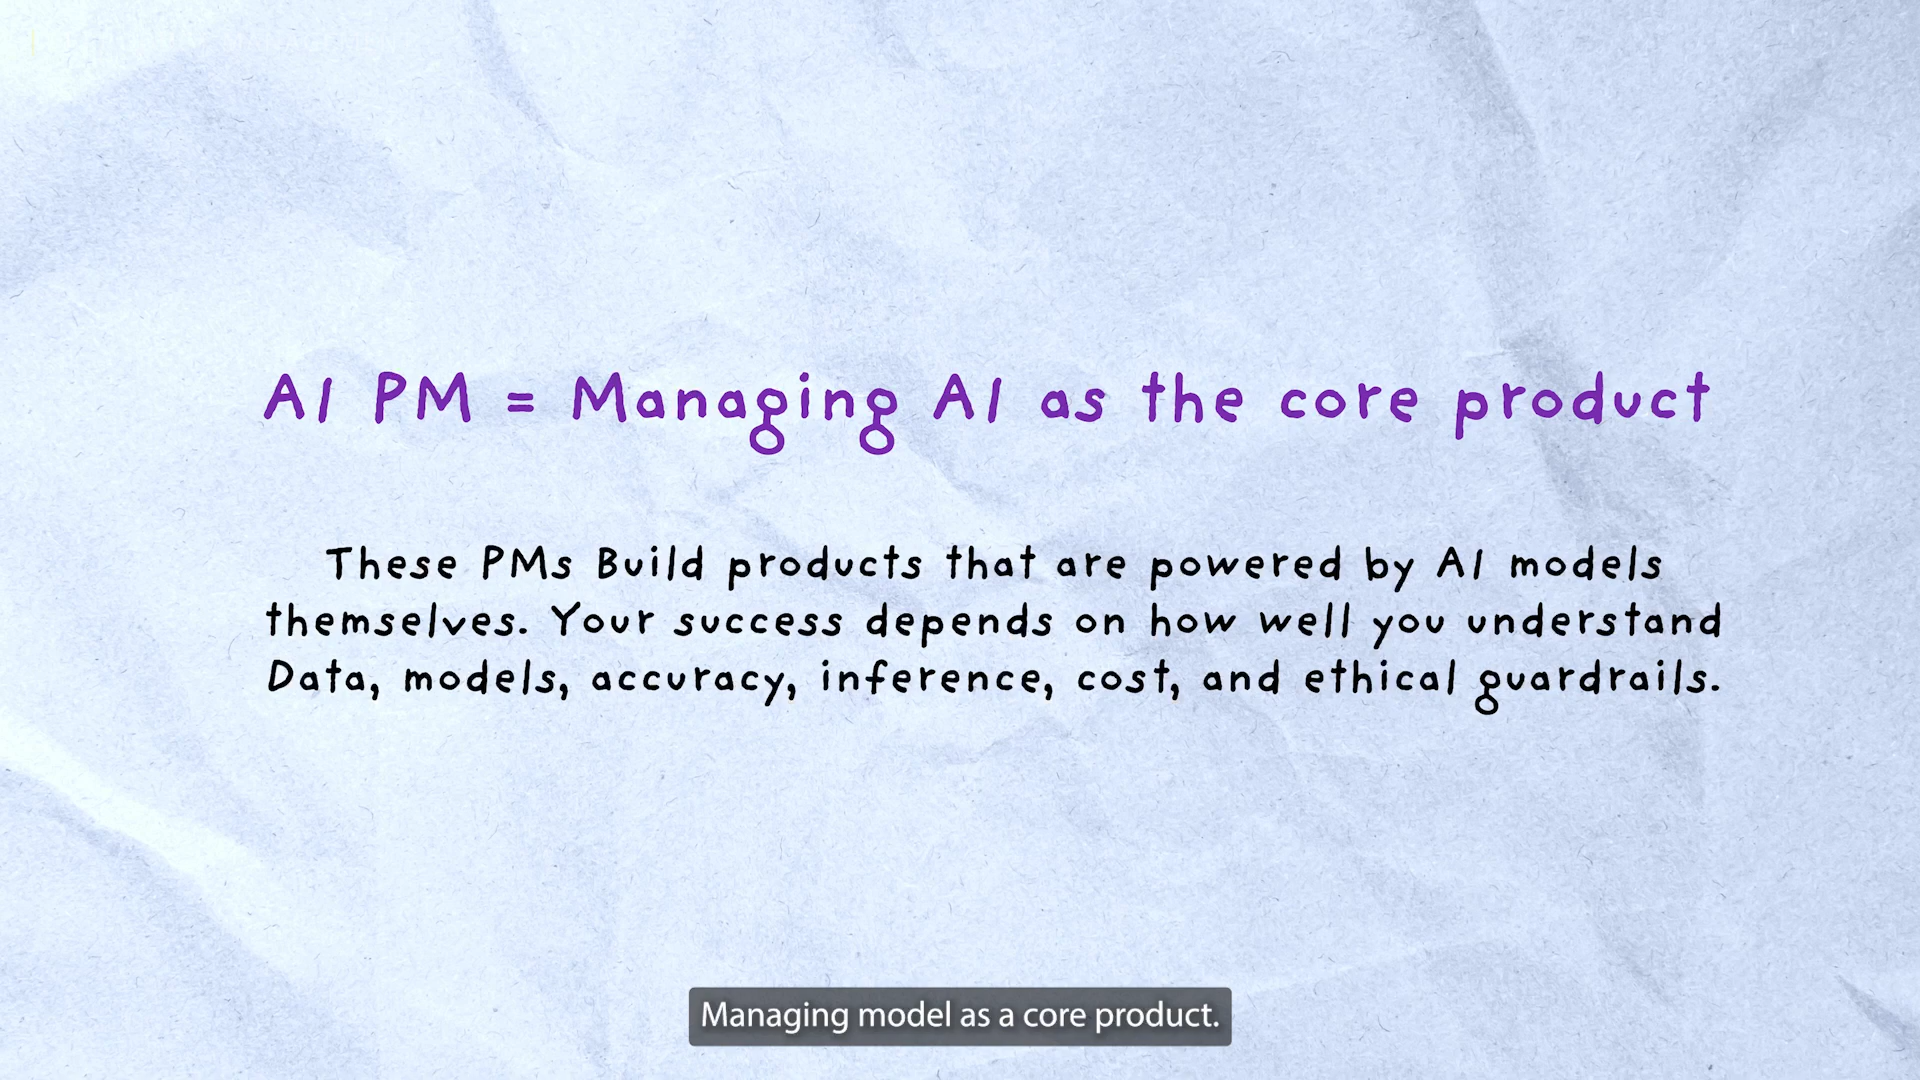 AI PM = Managing AI as the core product
These PMs Build products that are powered by AI models
themselves. Your success depends on how well you understand
Data, models, accuracy, inference, cost, and ethical guardrails.
Managing model as a core product.